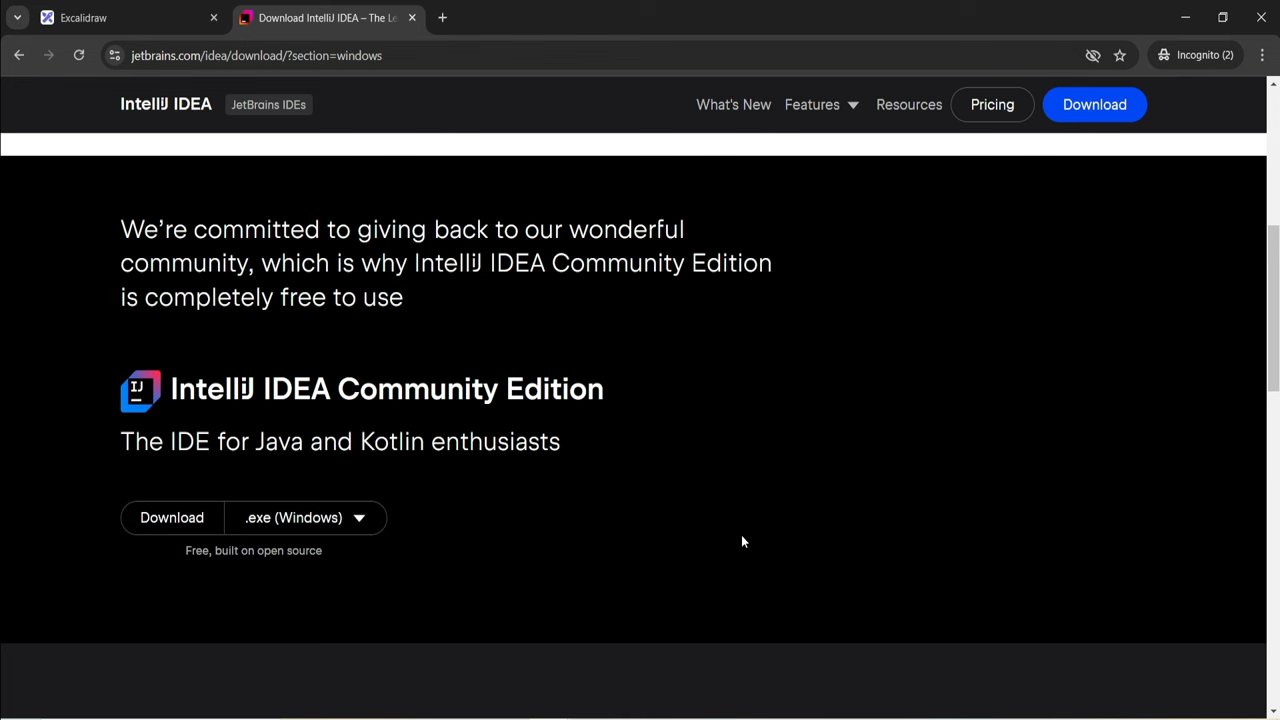 Excalidraw
Download IntelliJ IDEA – The Le
jetbrains.com/idea/download/?section=windows
Incognito (2)
IntelliJ IDEA
JetBrains IDEs
What's New
Features
Resources
Pricing
Download
We’re committed to giving back to our wonderful
community, which is why IntelliJ IDEA Community Edition
is completely free to use
IJ
IntelliJ IDEA Community Edition
The IDE for Java and Kotlin enthusiasts
Download
.exe (Windows)
Free, built on open source